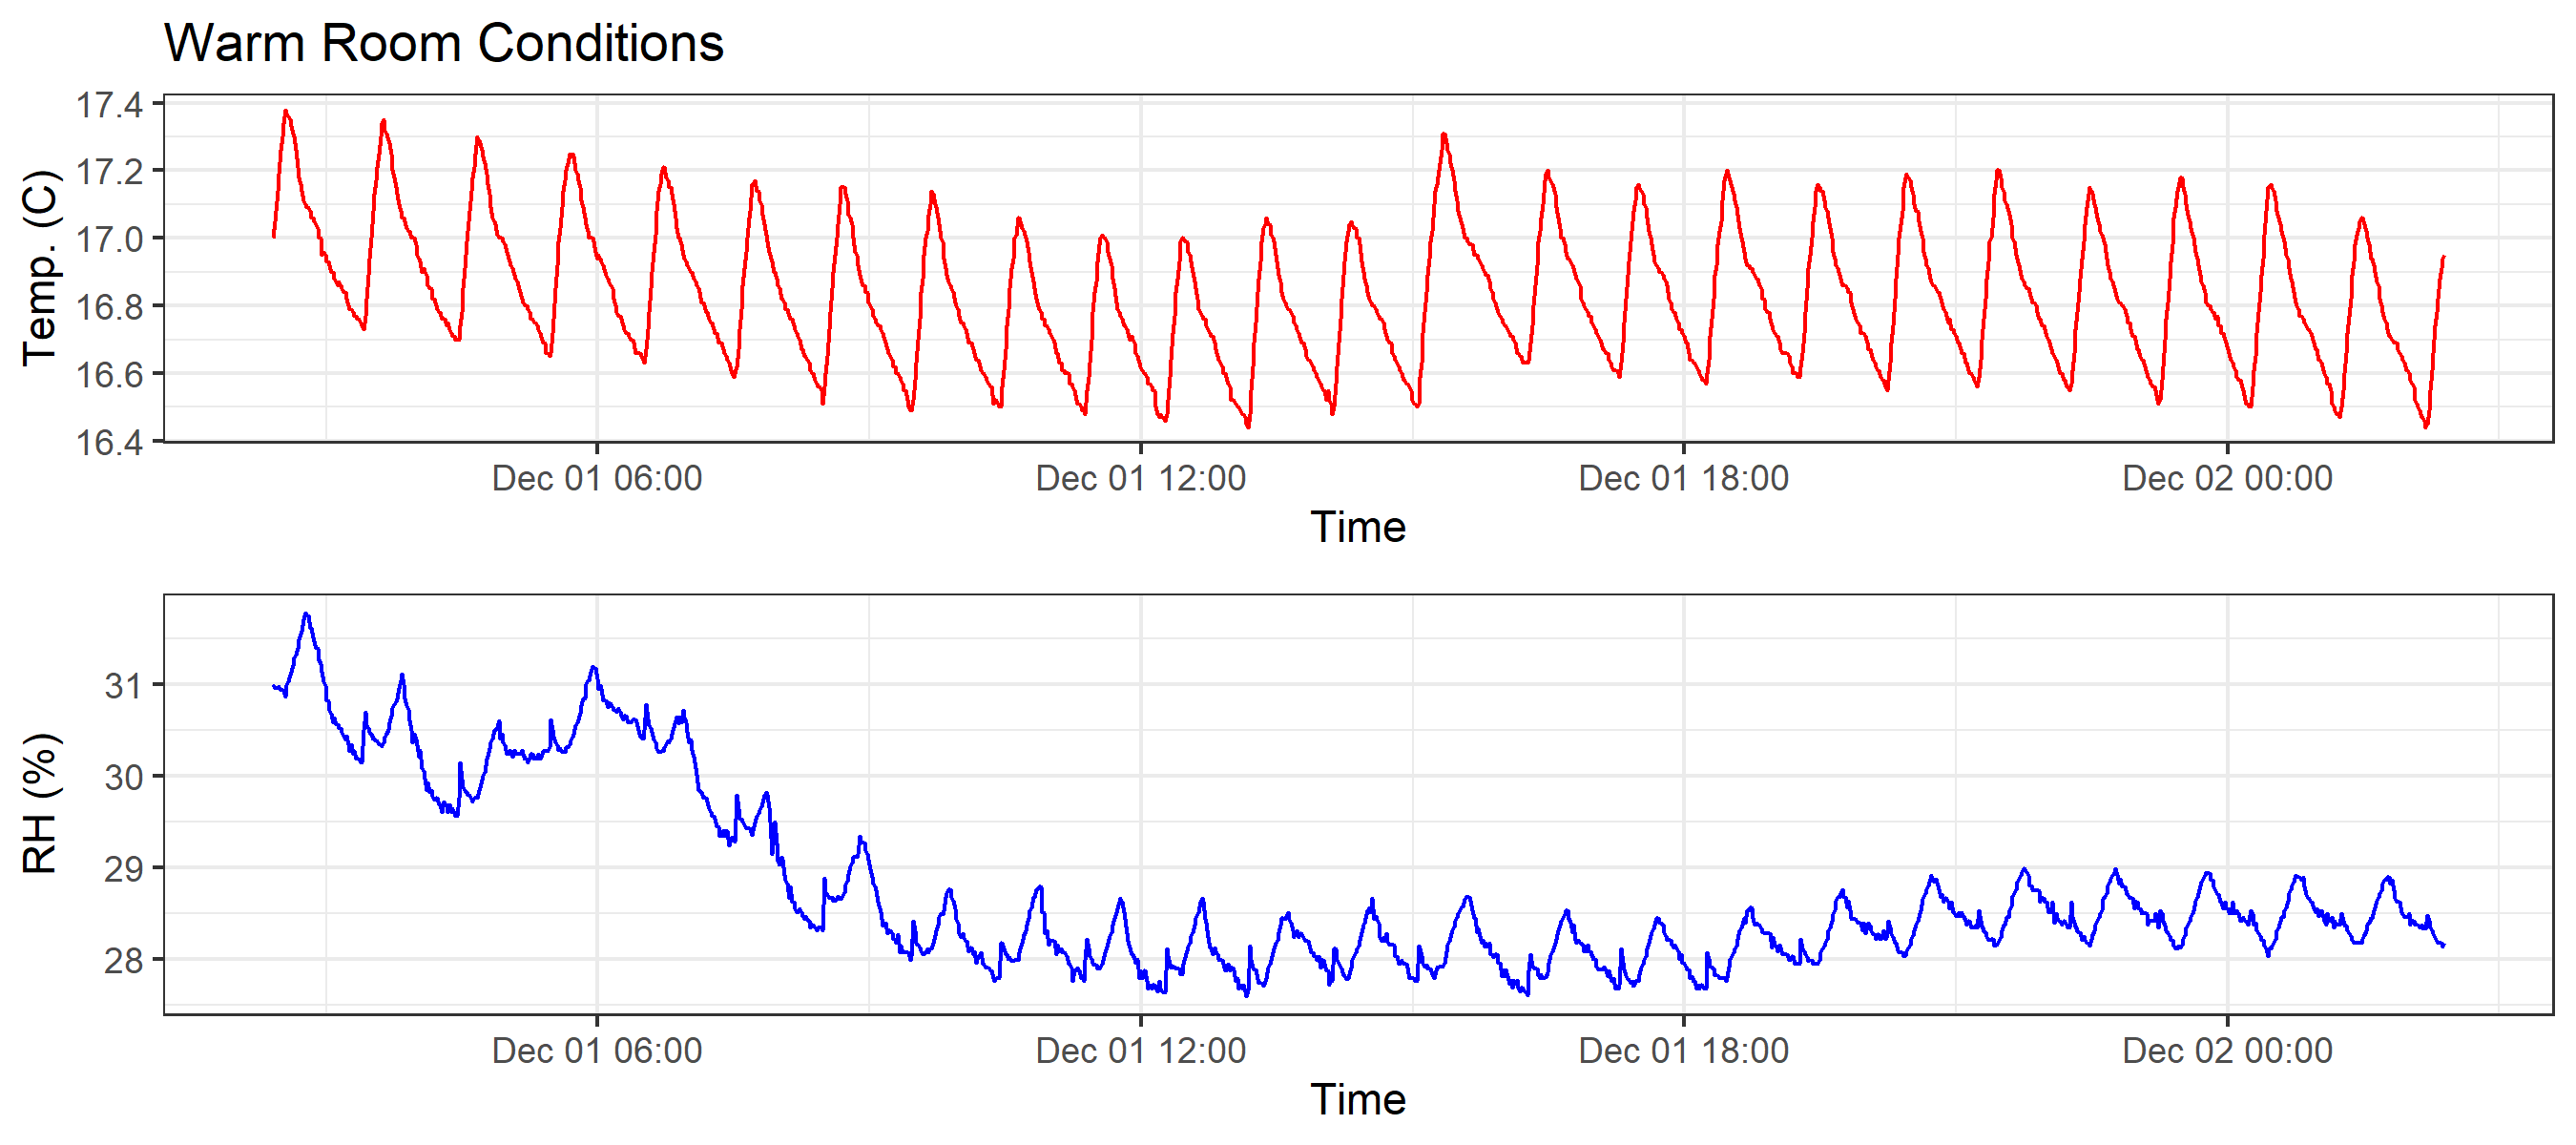 Warm Room Conditions
Temp. (C)
17.4
17.2
17.0
16.8
16.6
16.4
Dec 01 06:00 Dec 01 12:00 Dec 01 18:00 Dec 02 00:00
Time
RH (%)
31
30
29
28
Dec 01 06:00 Dec 01 12:00 Dec 01 18:00 Dec 02 00:00
Time